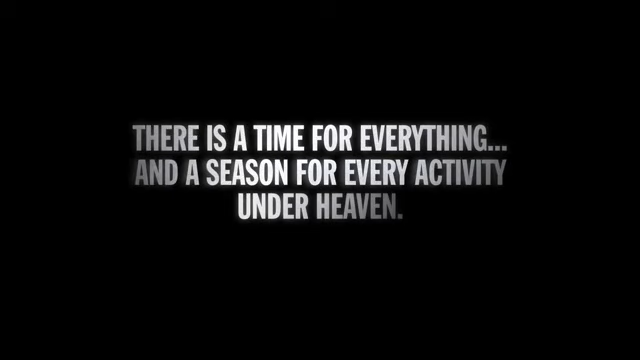 THERE IS A TIME FOR EVERYTHING...
AND A SEASON FOR EVERY ACTIVITY
UNDER HEAVEN.